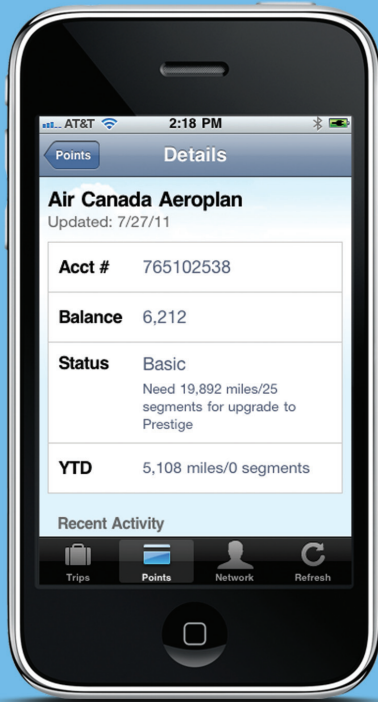 AT&T 2:18 PM
Points Details
Air Canada Aeroplan
Updated: 7/27/11
Acct # 765102538
Balance 6,212
Status Basic
Need 19,892 miles/25
segments for upgrade to
Prestige
YTD 5,108 miles/0 segments
Recent Activity
Trips Points Network Refresh